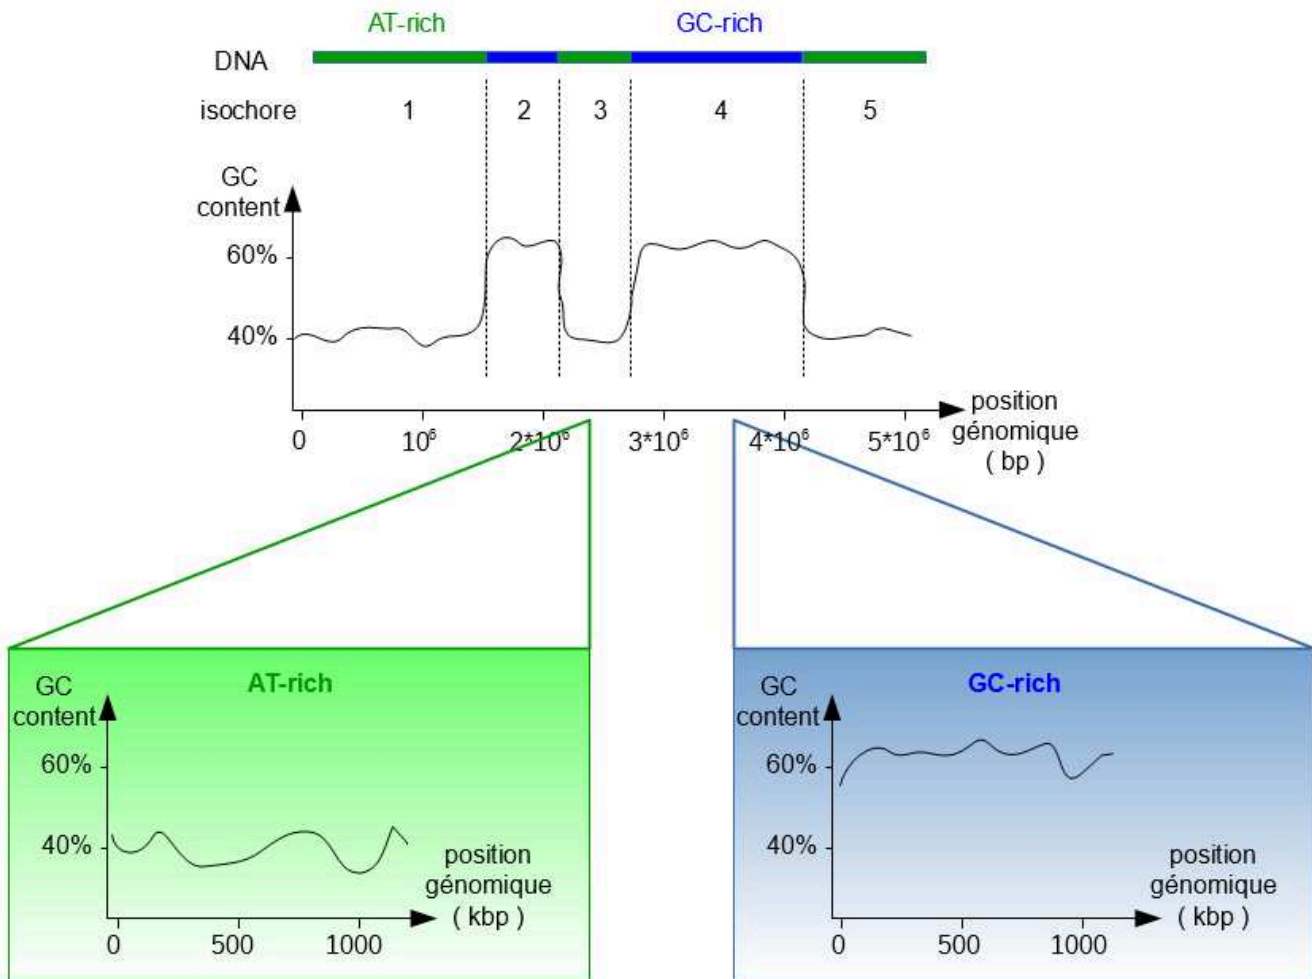 AT-rich GC-rich
DNA
isochore 1 2 3 4 5
GC
content
60%
40%
0 10⁶ 2*10⁶ 3*10⁶ 4*10⁶ 5*10⁶
position
génomique
( bp )
AT-rich
GC
content
60%
40%
0 500 1000
position
génomique
( kbp )
GC-rich
GC
content
60%
40%
0 500 1000
position
génomique
( kbp )